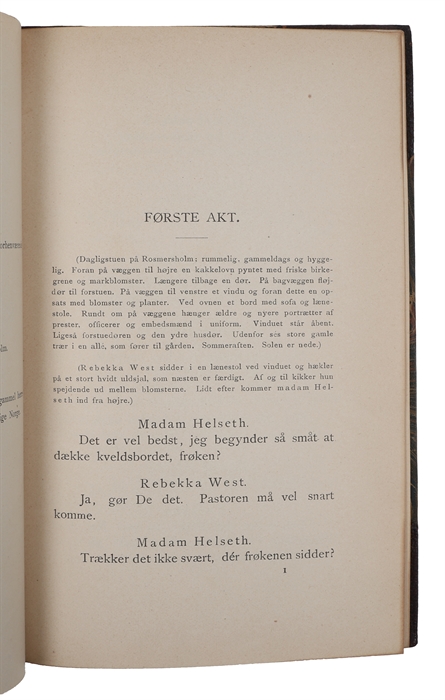 FØRSTE AKT.
(Dagligstuen på Rosmersholm; rummelig, gammeldags og hygge-
lig. Foran på væggen til højre en kakkelovn pyntet med friske birke-
grene og markblomster. Længere tilbage en dør. På bagvæggen fløj-
dør til forstuen. På væggen til venstre et vindu og foran dette en op-
sats med blomster og planter. Ved ovnen et bord med sofa og læne-
stole. Rundt om på væggene hænger ældre og nyere portrætter af
prester, officerer og embedsmænd i uniform. Vinduet står åbent.
Ligeså forstuedøren og den ydre husdør. Udenfor ses store gamle
trær i en allé, som fører til gården. Sommeraften. Solen er nede.)
(Rebekka West sidder i en lænestol ved vinduet og hækler
på et stort hvidt uldsjal, som næsten er færdigt. Af og til kikker hun
spejdende ud mellem blomsterne. Lidt efter kommer madam Hel-
seth ind fra højre.)
Madam Helseth.
Det er vel bedst, jeg begynder så småt at
dække kveldsbordet, frøken?
Rebekka West.
Ja, gør De det. Pastoren må vel snart
komme.
Madam Helseth.
Trækker det ikke svært, dér frøkenen sidder?
1